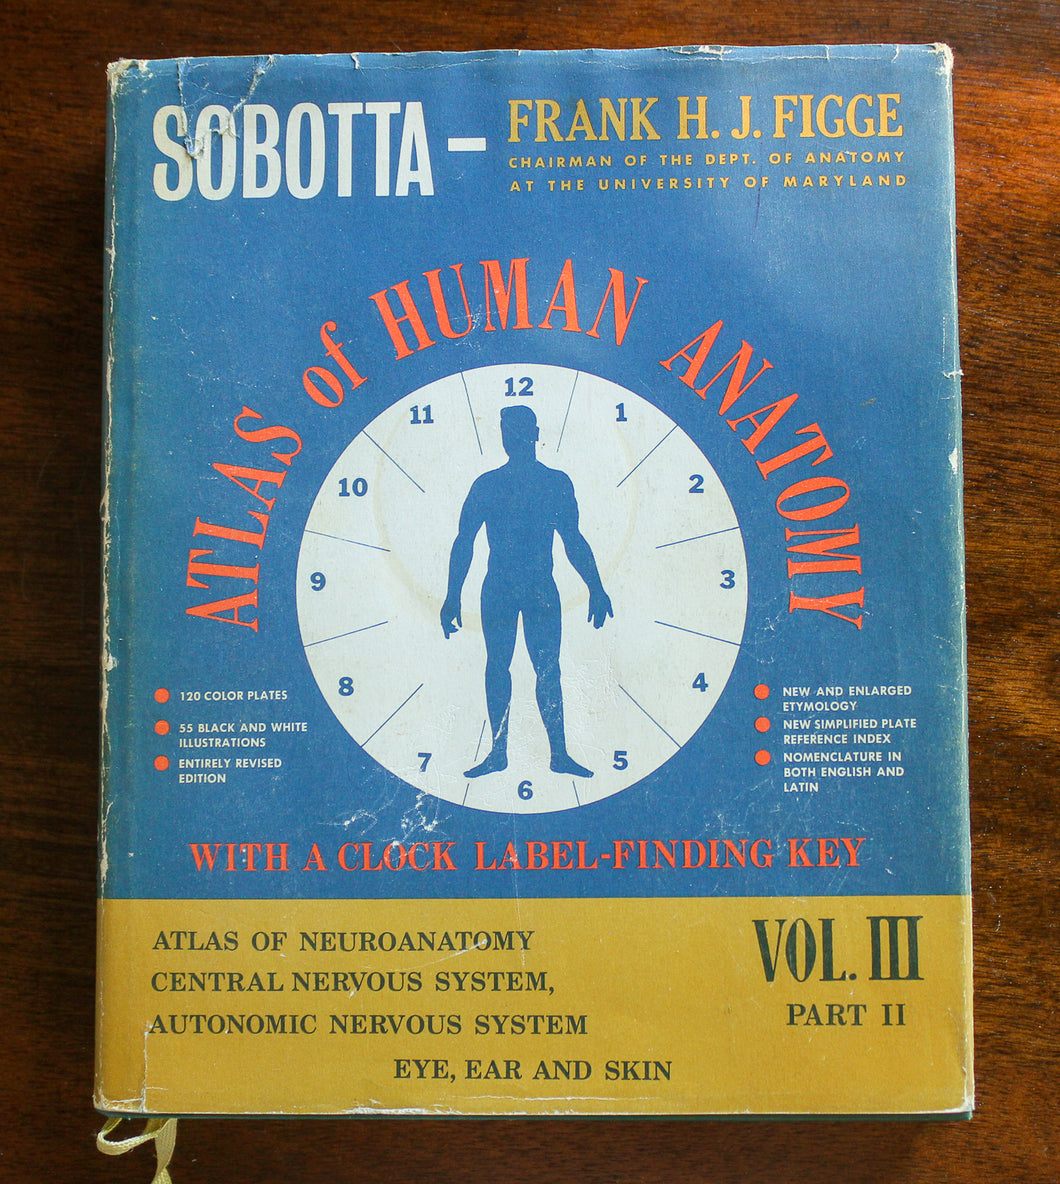 SOBOTTA – FRANK H. J. FIGGE
CHAIRMAN OF THE DEPT. OF ANATOMY
AT THE UNIVERSITY OF MARYLAND
ATLAS of HUMAN ANATOMY
12
1
2
3
4
5
6
7
8
9
10
11
120 COLOR PLATES
55 BLACK AND WHITE
ILLUSTRATIONS
ENTIRELY REVISED
EDITION
NEW AND ENLARGED
ETYMOLOGY
NEW SIMPLIFIED PLATE
REFERENCE INDEX
NOMENCLATURE IN
BOTH ENGLISH AND
LATIN
WITH A CLOCK LABEL-FINDING KEY
ATLAS OF NEUROANATOMY
CENTRAL NERVOUS SYSTEM,
AUTONOMIC NERVOUS SYSTEM
EYE, EAR AND SKIN
VOL. III
PART II